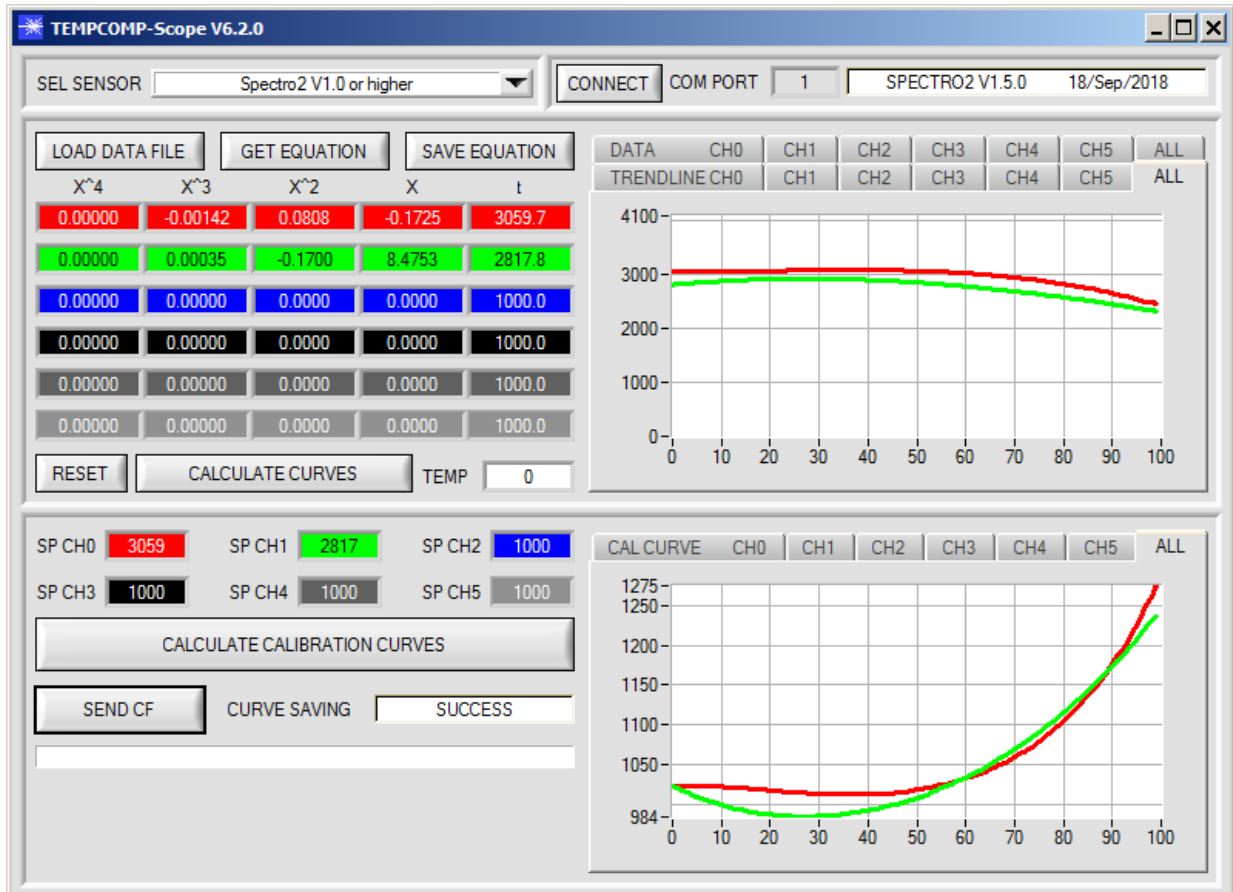 TEMPCOMP-Scope V6.2.0
SEL SENSOR Spectro2 V1.0 or higher CONNECT COM PORT 1 SPECTRO2 V1.5.0 18/Sep/2018
LOAD DATA FILE GET EQUATION SAVE EQUATION
X^4 X^3 X^2 X t
0.00000 -0.00142 0.0808 -0.1725 3059.7
0.00000 0.00035 -0.1700 8.4753 2817.8
0.00000 0.00000 0.0000 0.0000 1000.0
0.00000 0.00000 0.0000 0.0000 1000.0
0.00000 0.00000 0.0000 0.0000 1000.0
0.00000 0.00000 0.0000 0.0000 1000.0
RESET CALCULATE CURVES TEMP 0
DATA CH0 CH1 CH2 CH3 CH4 CH5 ALL
TRENDLINE CH0 CH1 CH2 CH3 CH4 CH5 ALL
4100
3000
2000
1000
0
0 10 20 30 40 50 60 70 80 90 100
SP CH0 3059 SP CH1 2817 SP CH2 1000
SP CH3 1000 SP CH4 1000 SP CH5 1000
CALCULATE CALIBRATION CURVES
SEND CF CURVE SAVING SUCCESS
CAL CURVE CH0 CH1 CH2 CH3 CH4 CH5 ALL
1275
1250
1200
1150
1100
1050
984
0 10 20 30 40 50 60 70 80 90 100